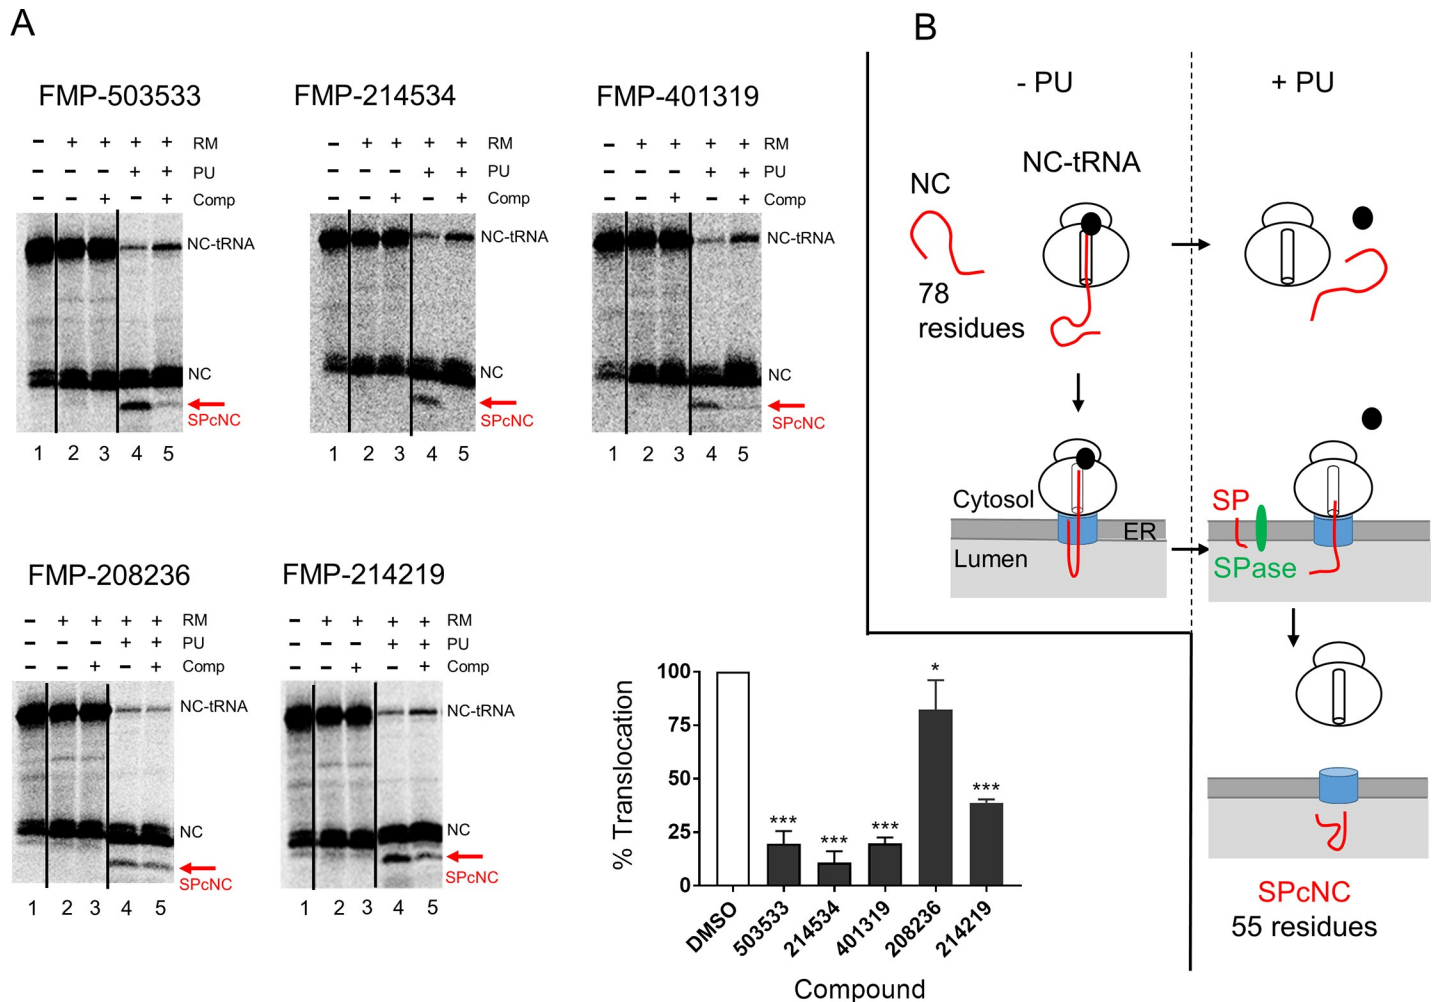 A
FMP-503533
– + + + + RM
– – – + + PU
– – + – + Comp
NC-tRNA
NC
SPcNC
1 2 3 4 5
FMP-214534
– + + + + RM
– – – + + PU
– – + – + Comp
NC-tRNA
NC
SPcNC
1 2 3 4 5
FMP-401319
– + + + + RM
– – – + + PU
– – + – + Comp
NC-tRNA
NC
SPcNC
1 2 3 4 5
FMP-208236
– + + + + RM
– – – + + PU
– – + – + Comp
NC-tRNA
NC
SPcNC
1 2 3 4 5
FMP-214219
– + + + + RM
– – – + + PU
– – + – + Comp
NC-tRNA
NC
SPcNC
1 2 3 4 5
% Translocation
100
75
50
25
0
*** *** *** * ***
DMSO
503533
214534
401319
208236
214219
Compound
B
- PU
+ PU
NC-tRNA
NC
78
residues
Cytosol
ER
Lumen
SP
SPase
SPcNC
55 residues